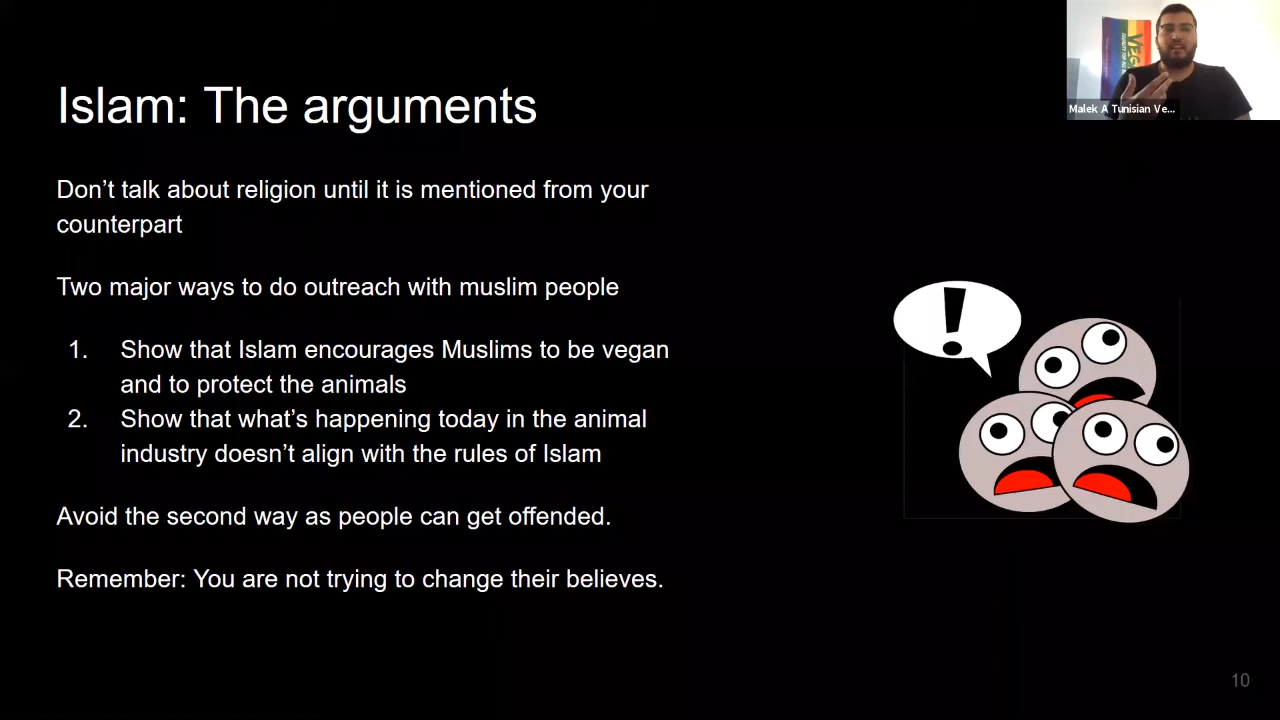 Islam: The arguments
Don’t talk about religion until it is mentioned from your
counterpart
Two major ways to do outreach with muslim people
1. Show that Islam encourages Muslims to be vegan
and to protect the animals
2. Show that what’s happening today in the animal
industry doesn’t align with the rules of Islam
Avoid the second way as people can get offended.
Remember: You are not trying to change their believes.
!
Malek A Tunisian Ve...
10